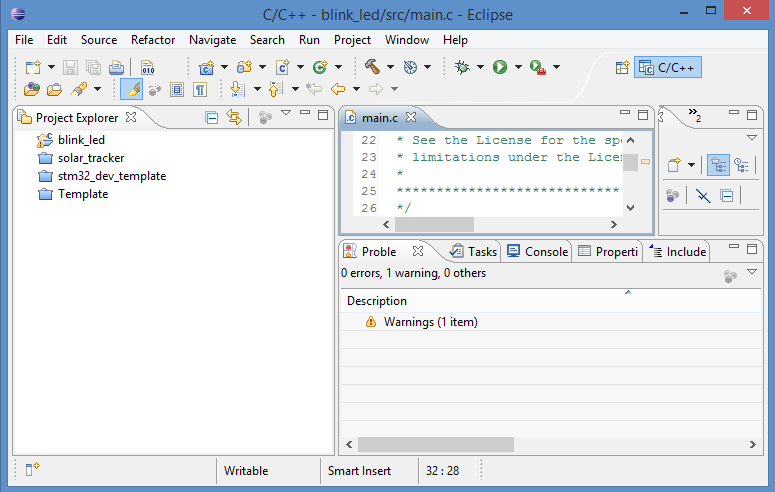 C/C++ - blink_led/src/main.c - Eclipse
File Edit Source Refactor Navigate Search Run Project Window Help
010
C/C++
Project Explorer
blink_led
solar_tracker
stm32_dev_template
Template
main.c
22 * See the License for the sp
23 * limitations under the Licen
24 *
25 ****************************
26 */
2
Proble Tasks Console Properti Include
0 errors, 1 warning, 0 others
Description
Warnings (1 item)
Writable Smart Insert 32 : 28